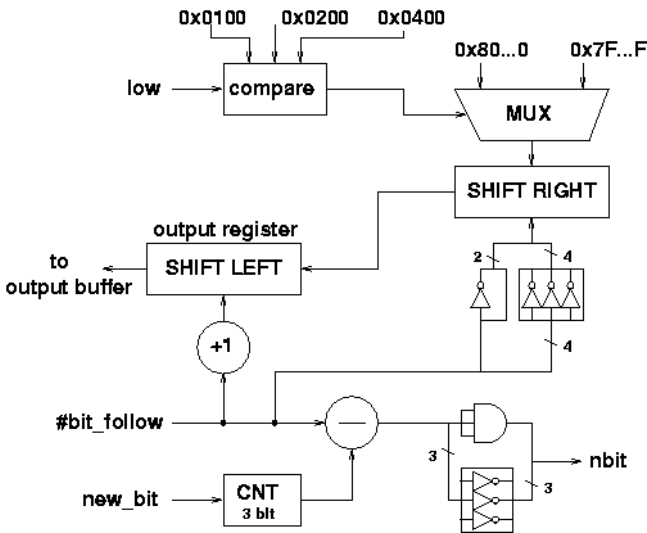 0x0100
0x0200
0x0400
0x80...0
0x7F...F
low
compare
MUX
SHIFT RIGHT
output register
to
output buffer
SHIFT LEFT
2
4
4
+1
#bit_follow
—
3
3
nbit
new_bit
CNT
3 bit